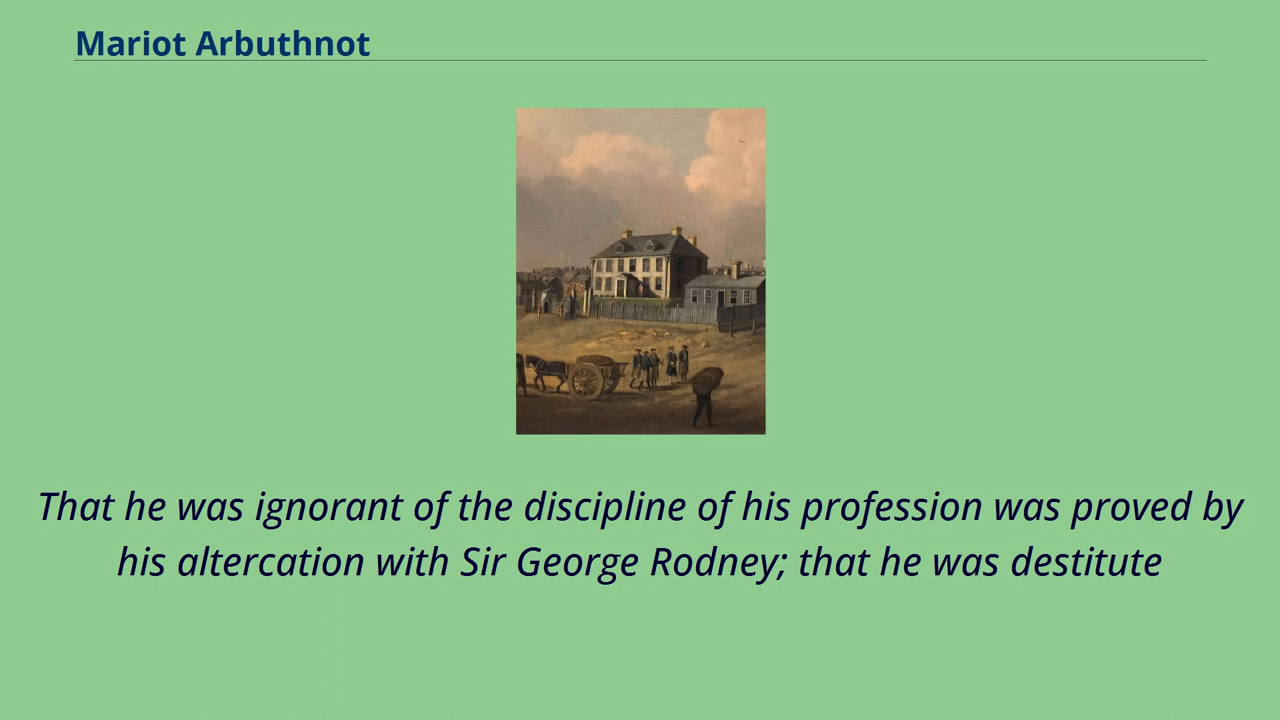 Mariot Arbuthnot
That he was ignorant of the discipline of his profession was proved by
his altercation with Sir George Rodney; that he was destitute